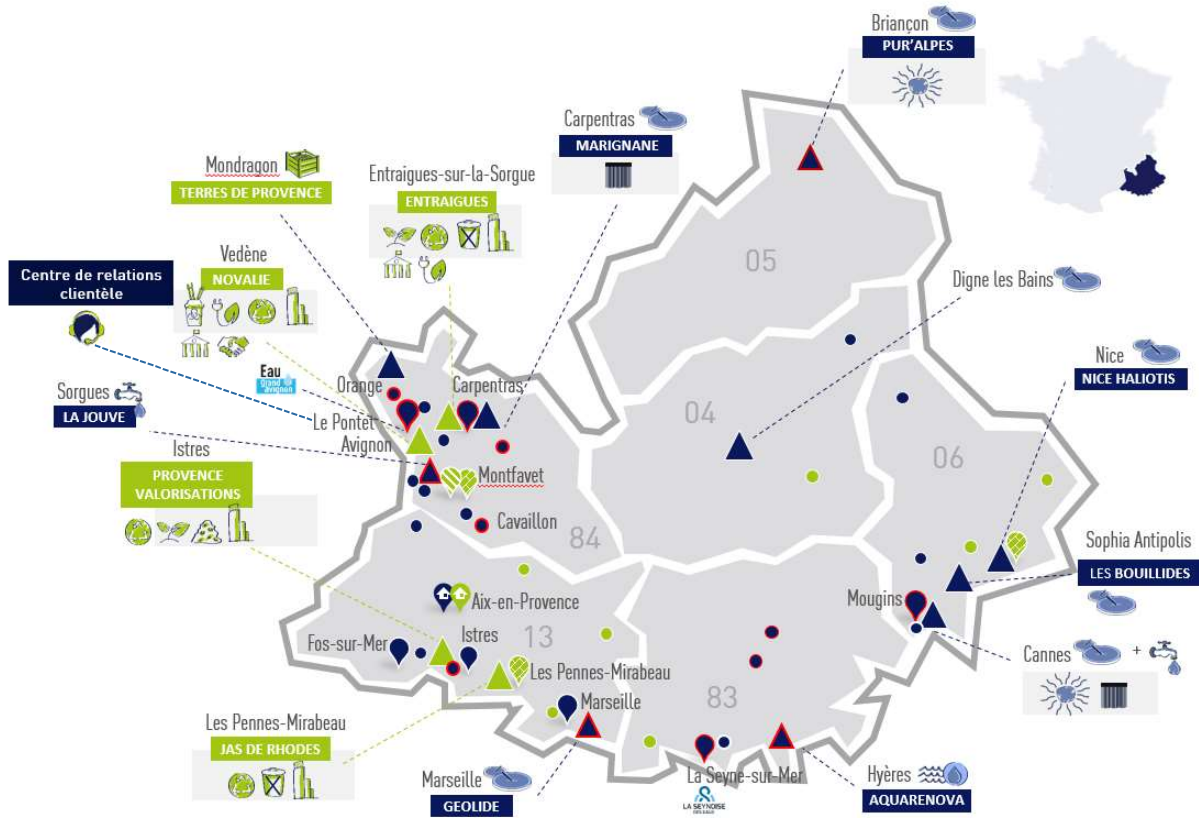 Briançon
PUR'ALPES
Carpentras
MARIGNANE
Mondragon
TERRES DE PROVENCE
Entraigues-sur-la-Sorgue
ENTRAIGUES
Vedène
NOVALIE
Centre de relations
clientèle
05
Digne les Bains
Nice
NICE HALIOTIS
Eau
Grand
Avignon
Orange
Carpentras
Sorgues
LA JOUVE
Le Pontet
Avignon
04
06
Istres
PROVENCE
VALORISATIONS
Montfavet
Cavaillon
84
Sophia Antipolis
LES BOUILLIDES
Mougins
Aix-en-Provence
13
Fos-sur-Mer
Istres
Les Pennes-Mirabeau
Cannes
+
83
Marseille
Les Pennes-Mirabeau
JAS DE RHODES
Marseille
GEOLIDE
La Seyne-sur-Mer
LA SEYNOISE
DES EAUX
Hyères
AQUARENOVA